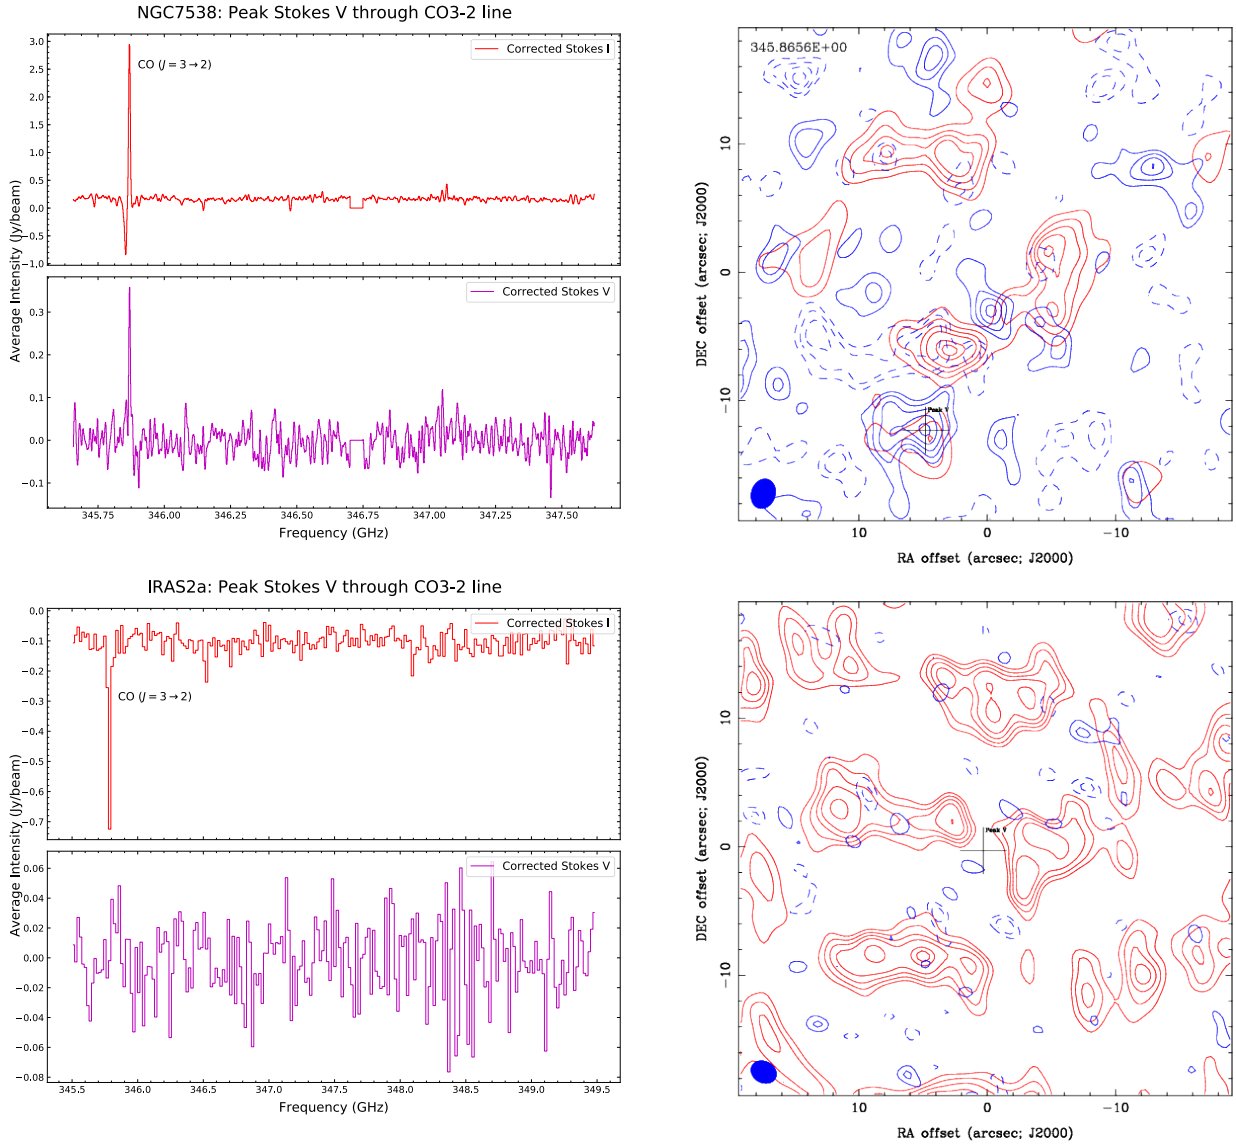 NGC7538: Peak Stokes V through CO3-2 line
3.0
2.5
2.0
1.5
1.0
0.5
0.0
−0.5
−1.0
CO (J = 3 → 2)
Corrected Stokes I
0.3
0.2
0.1
0.0
−0.1
Corrected Stokes V
Average Intensity (Jy/beam)
345.75 346.00 346.25 346.50 346.75 347.00 347.25 347.50
Frequency (GHz)
345.8656E+00
10
0
−10
DEC offset (arcsec; J2000)
Peak V
10 0 −10
RA offset (arcsec; J2000)
IRAS2a: Peak Stokes V through CO3-2 line
0.0
−0.1
−0.2
−0.3
−0.4
−0.5
−0.6
−0.7
CO (J = 3 → 2)
Corrected Stokes I
0.06
0.04
0.02
0.00
−0.02
−0.04
−0.06
−0.08
Corrected Stokes V
Average Intensity (Jy/beam)
345.5 346.0 346.5 347.0 347.5 348.0 348.5 349.0 349.5
Frequency (GHz)
10
0
−10
DEC offset (arcsec; J2000)
Peak V
10 0 −10
RA offset (arcsec; J2000)